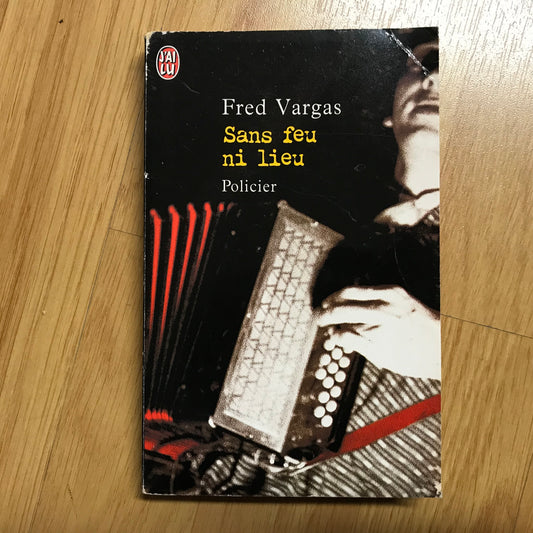 J'AI
LU
Fred Vargas
Sans feu
ni lieu
Policier